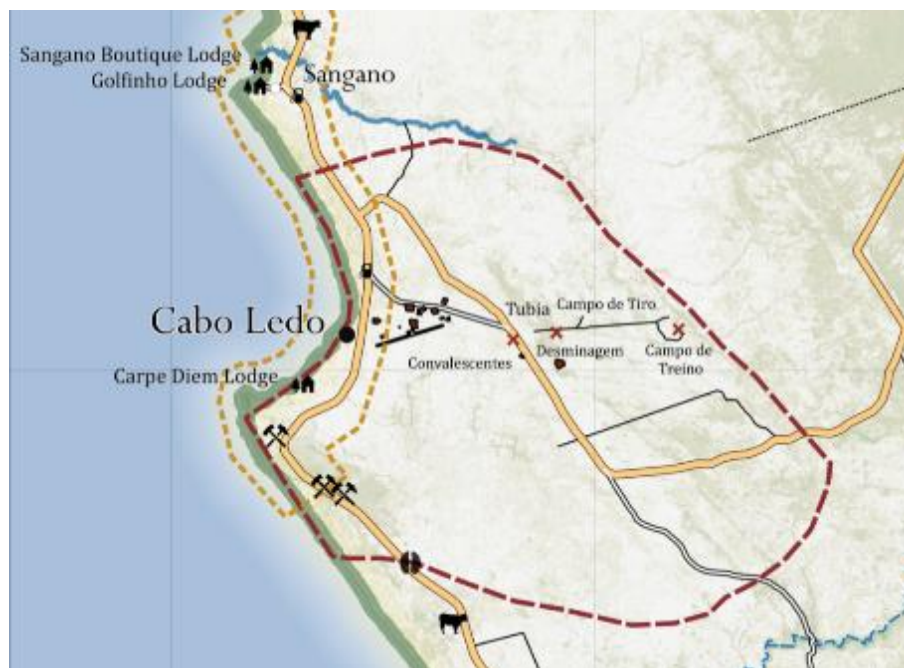 Sangano Boutique Lodge
Golfinho Lodge
Sangano
Cabo Ledo
Tubia
Campo de Tiro
Convalescentes
Desminagem
Campo de
Treino
Carpe Diem Lodge